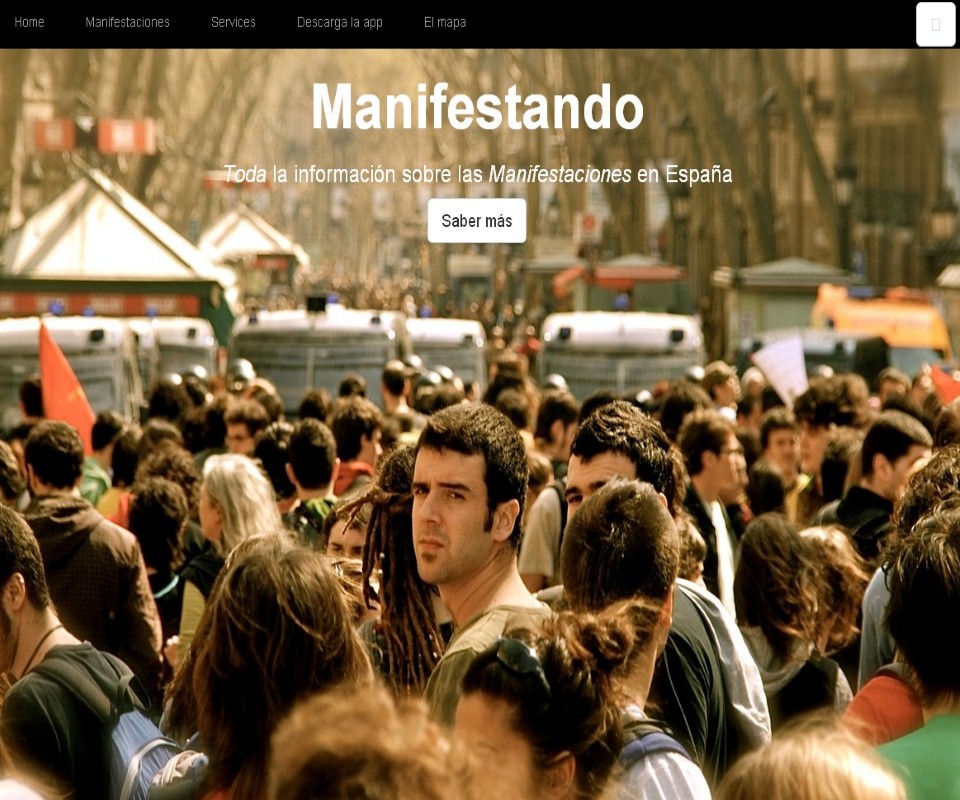 Home Manifestaciones Services Descarga la app El mapa
Manifestando
Toda la información sobre las Manifestaciones en España
Saber más